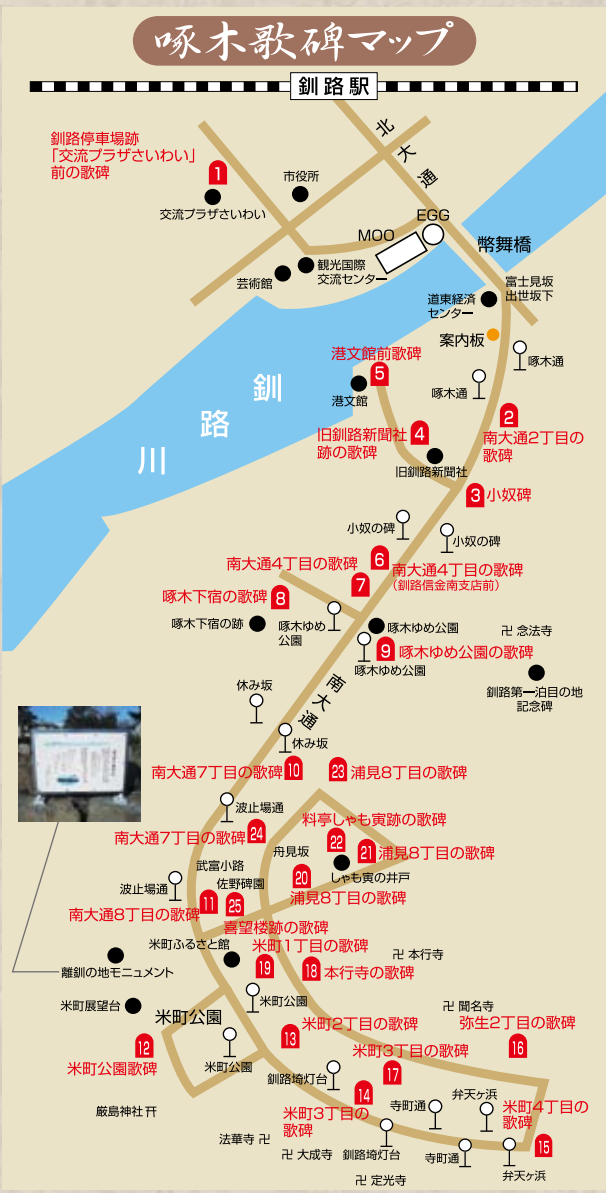 啄木歌碑マップ
釧路駅
北大通
釧路停車場跡
「交流プラザさいわい」
前の歌碑
1
市役所
交流プラザさいわい
EGG
MOO
幣舞橋
観光国際
交流センター
芸術館
富士見坂
出世坂下
道東経済
センター
案内板
啄木通
港文館前歌碑
5
啄木通
港文館
釧路川
2
旧釧路新聞社
跡の歌碑
4
南大通2丁目の
歌碑
旧釧路新聞社
3
小奴碑
小奴の碑
小奴の碑
6
南大通4丁目の歌碑
南大通4丁目の歌碑
(釧路信金南支店前)
7
啄木下宿の歌碑
8
啄木下宿の跡
啄木ゆめ
公園
啄木ゆめ公園
卍 念法寺
9
啄木ゆめ公園の歌碑
啄木ゆめ公園
釧路第一泊目の地
記念碑
南大通
休み坂
休み坂
南大通7丁目の歌碑
10
23
浦見8丁目の歌碑
波止場通
料亭しゃも寅跡の歌碑
22
南大通7丁目の歌碑
24
舟見坂
21
浦見8丁目の歌碑
しゃも寅の井戸
武富小路
20
浦見8丁目の歌碑
波止場通
佐野碑園
南大通8丁目の歌碑
11
25
喜望楼跡の歌碑
米町ふるさと館
米町1丁目の歌碑
19
18
本行寺の歌碑
卍 本行寺
離釧の地モニュメント
米町公園
卍 聞名寺
米町展望台
米町公園
弥生2丁目の歌碑
16
米町2丁目の歌碑
13
12
米町公園歌碑
米町公園
米町3丁目の歌碑
17
釧路埼灯台
14
米町3丁目の
歌碑
寺町通
弁天ヶ浜
米町4丁目の
歌碑
15
厳島神社
法華寺 卍
卍 大成寺
釧路埼灯台
寺町通
弁天ヶ浜
卍 定光寺